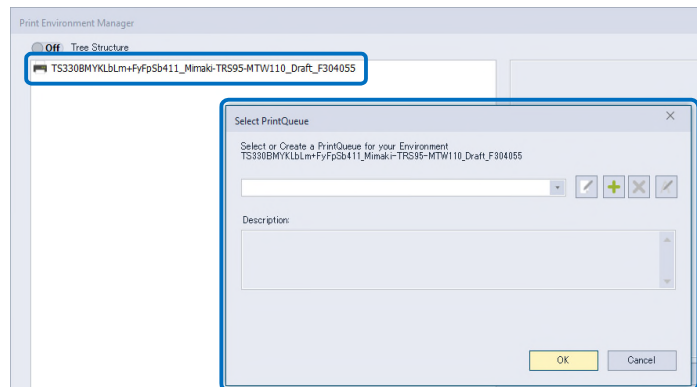 Print Environment Manager
Off Tree Structure
TS330BMYKLbLm+FyFpSb411_Mimaki-TRS95-MTW110_Draft_F304055
Select PrintQueue
Select or Create a PrintQueue for your Environment
TS330BMYKLbLm+FyFpSb411_Mimaki-TRS95-MTW110_Draft_F304055
Description:
OK Cancel